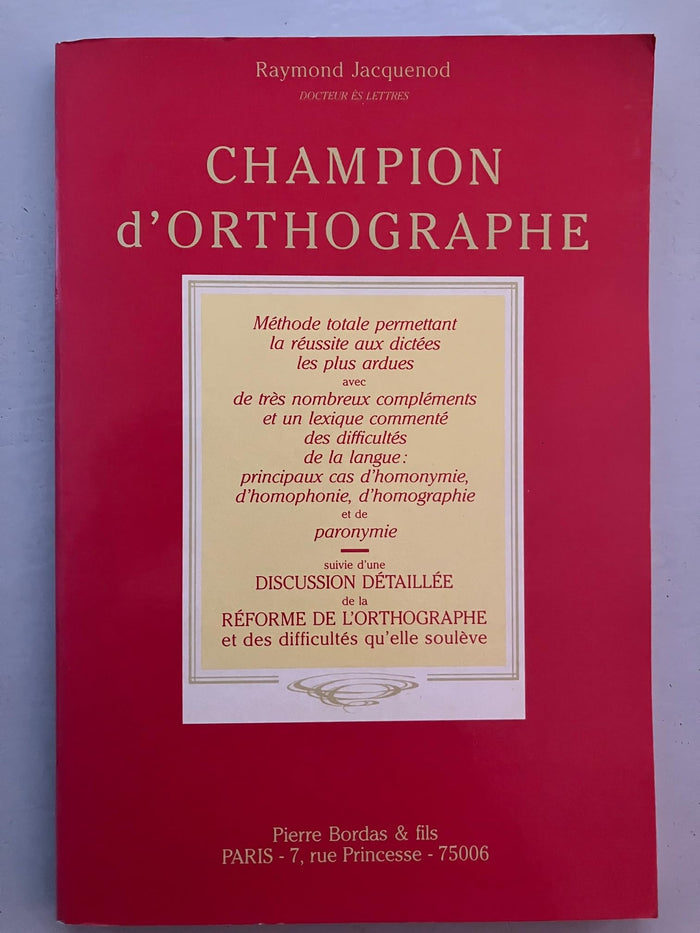 Raymond Jacquenod
DOCTEUR ÈS LETTRES
CHAMPION
d'ORTHOGRAPHE
Méthode totale permettant
la réussite aux dictées
les plus ardues
avec
de très nombreux compléments
et un lexique commenté
des difficultés
de la langue :
principaux cas d'homonymie,
d'homophonie, d'homographie
et de
paronymie
suivie d'une
DISCUSSION DÉTAILLÉE
de la
RÉFORME DE L'ORTHOGRAPHE
et des difficultés qu'elle soulève
Pierre Bordas & fils
PARIS - 7, rue Princesse - 75006